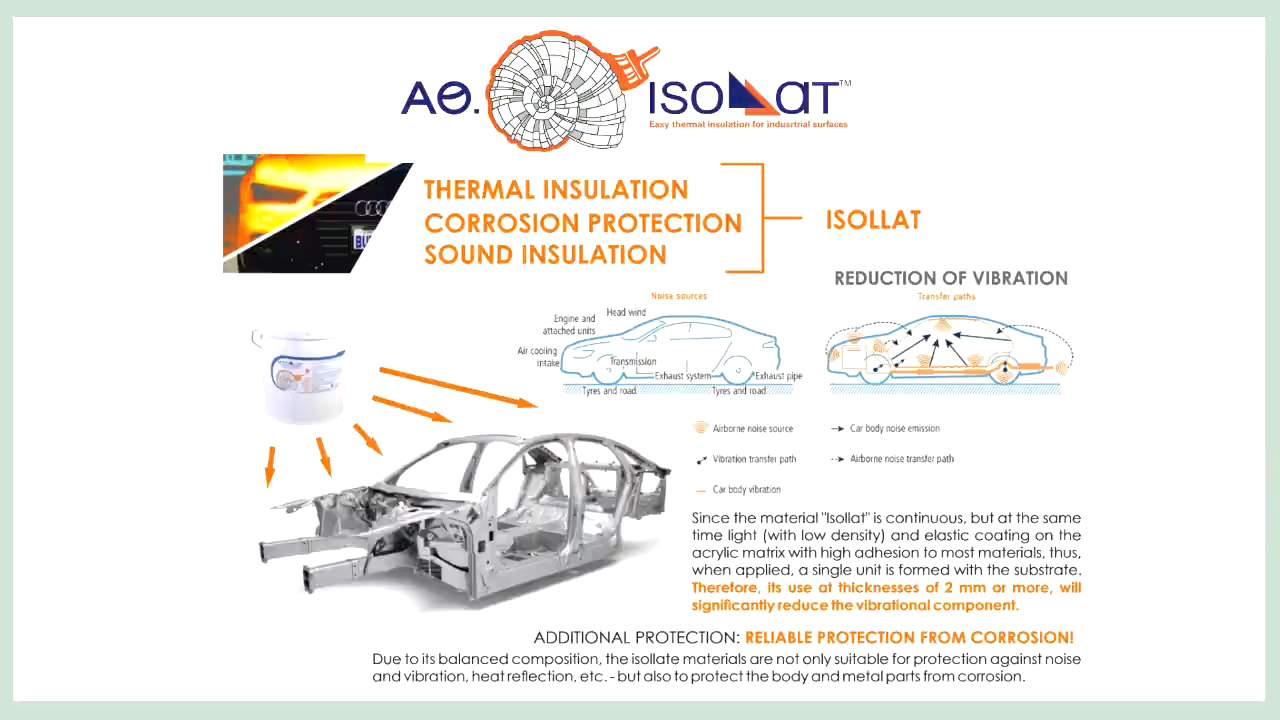 AΘ.
ISOLLAT™
Easy thermal insulation for indusrtrial surfaces
THERMAL INSULATION
CORROSION PROTECTION
SOUND INSULATION
ISOLLAT
REDUCTION OF VIBRATION
Noise sources
Transfer paths
Head wind
Engine and
attached units
Air cooling
intake
Transmission
Exhaust system
Exhaust pipe
Tyres and road
Tyres and road
Airborne noise source
Car body noise emission
Vibration transfer path
Airborne noise transfer path
Car body vibration
Since the material "Isollat" is continuous, but at the same
time light (with low density) and elastic coating on the
acrylic matrix with high adhesion to most materials, thus,
when applied, a single unit is formed with the substrate.
Therefore, its use at thicknesses of 2 mm or more, will
significantly reduce the vibrational component.
ADDITIONAL PROTECTION: RELIABLE PROTECTION FROM CORROSION!
Due to its balanced composition, the isollate materials are not only suitable for protection against noise
and vibration, heat reflection, etc. - but also to protect the body and metal parts from corrosion.